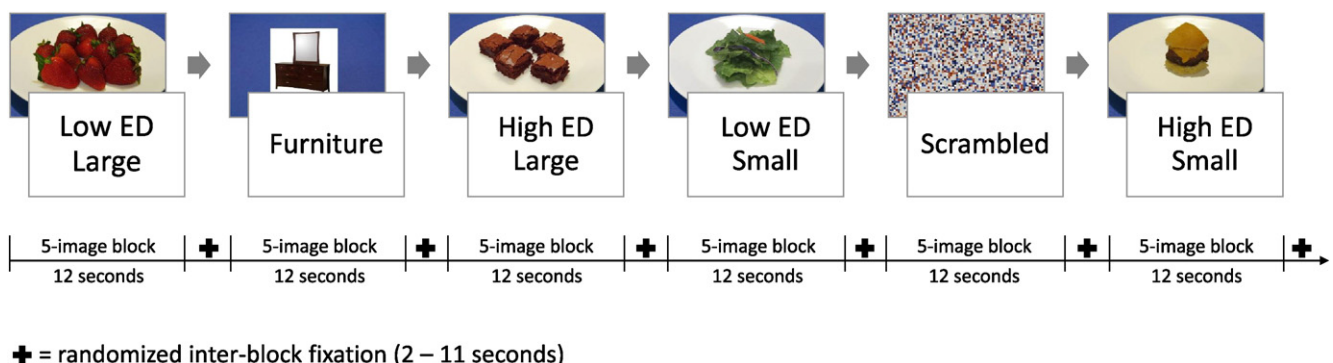 Low ED
Large
Furniture
High ED
Large
Low ED
Small
Scrambled
High ED
Small
5-image block
5-image block
5-image block
5-image block
5-image block
5-image block
12 seconds
12 seconds
12 seconds
12 seconds
12 seconds
12 seconds
✚ = randomized inter-block fixation (2 – 11 seconds)